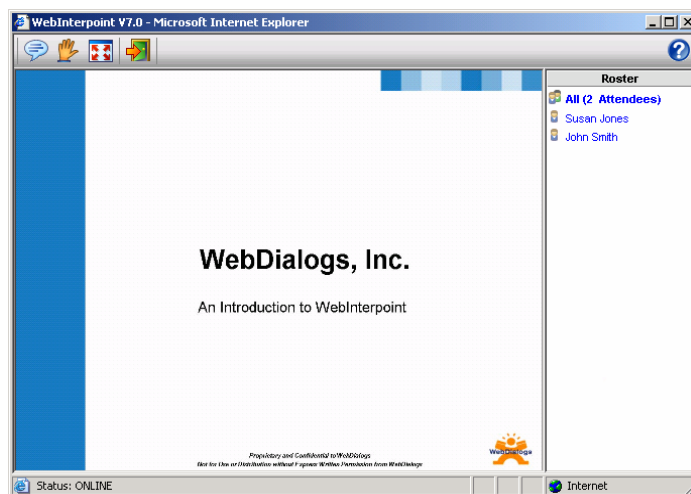 WebInterpoint V7.0 - Microsoft Internet Explorer
Roster
All (2 Attendees)
Susan Jones
John Smith
WebDialogs, Inc.
An Introduction to WebInterpoint
WebDialogs
Proprietary and Confidential to WebDialogs
Not for Use or Distribution without Express Written Permission from WebDialogs
Status: ONLINE
Internet